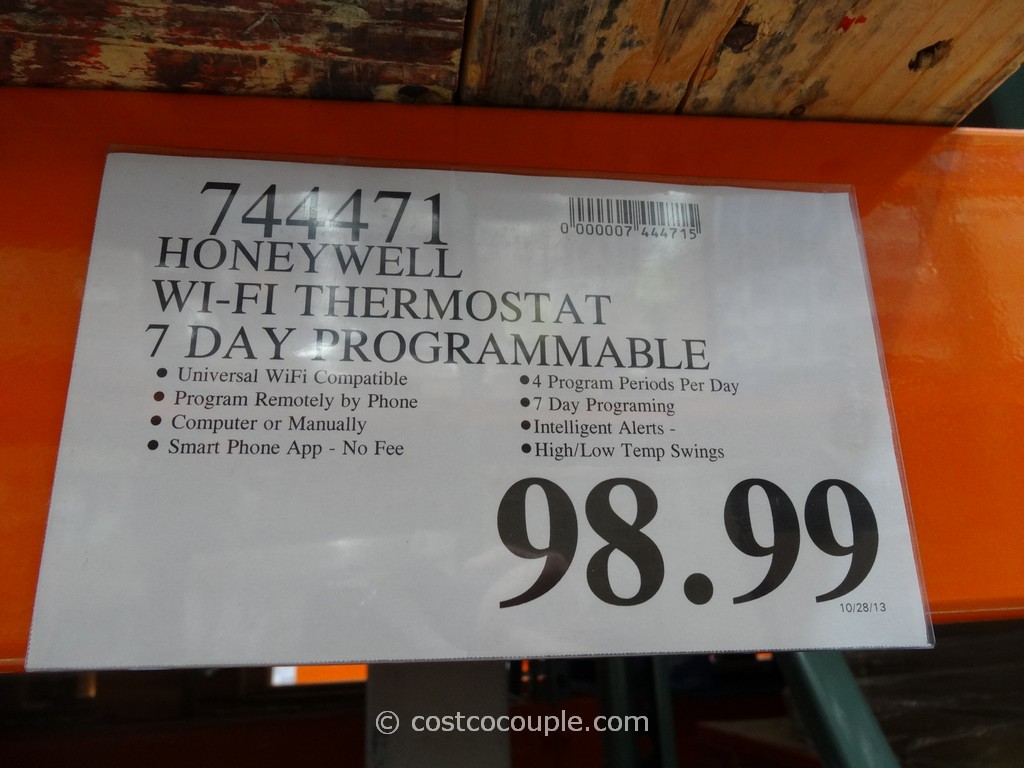 744471
0 000007 444715
HONEYWELL
WI-FI THERMOSTAT
7 DAY PROGRAMMABLE
• Universal WiFi Compatible
• Program Remotely by Phone
• Computer or Manually
• Smart Phone App - No Fee
• 4 Program Periods Per Day
• 7 Day Programing
• Intelligent Alerts -
• High/Low Temp Swings
98.99
10/28/13
© costcocouple.com